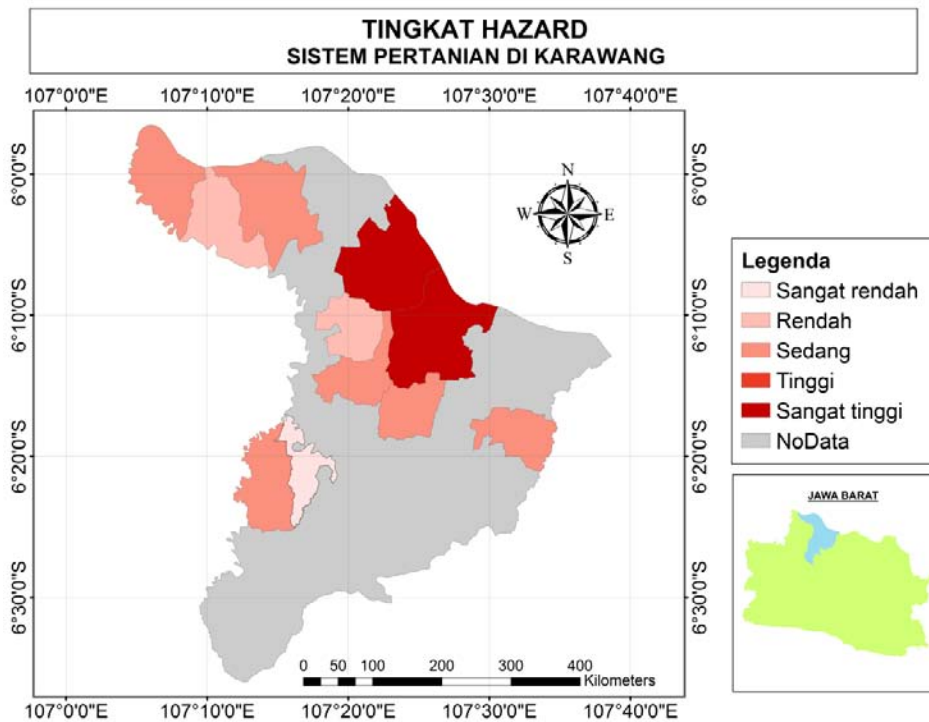 TINGKAT HAZARD
SISTEM PERTANIAN DI KARAWANG
107°0'0"E 107°10'0"E 107°20'0"E 107°30'0"E 107°40'0"E
6°0'0"S 6°0'0"S
6°10'0"S 6°10'0"S
6°20'0"S 6°20'0"S
6°30'0"S 6°30'0"S
N
W E
S
0 50 100 200 300 400
Kilometers
107°0'0"E 107°10'0"E 107°20'0"E 107°30'0"E 107°40'0"E
Legenda
Sangat rendah
Rendah
Sedang
Tinggi
Sangat tinggi
NoData
JAWA BARAT